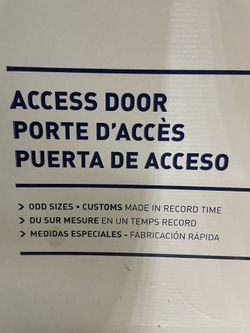 ACCESS DOOR
PORTE D'ACCÈS
PUERTA DE ACCESO
> ODD SIZES • CUSTOMS MADE IN RECORD TIME
> DU SUR MESURE EN UN TEMPS RECORD
> MEDIDAS ESPECIALES - FABRICACIÓN RÁPIDA